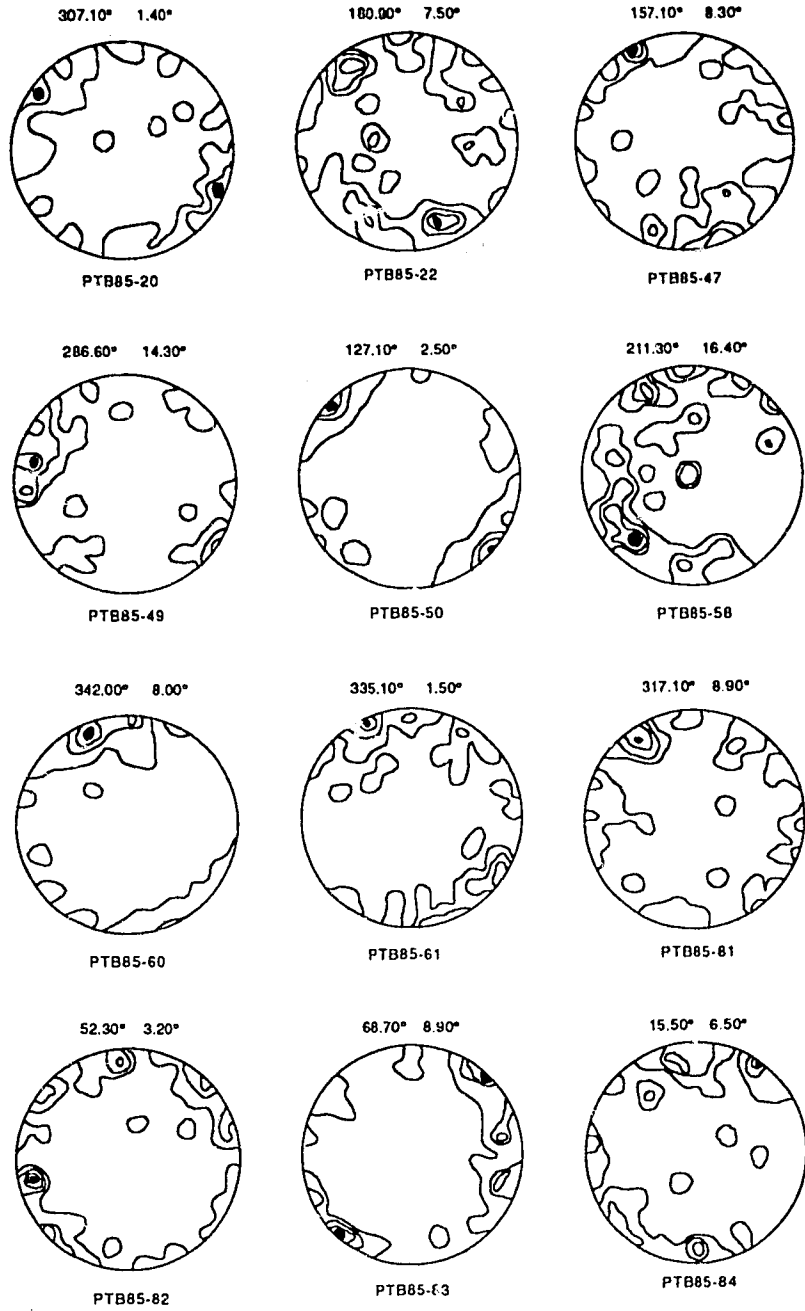 307.10° 1.40° 160.90° 7.50° 157.10° 8.30°
PTB85-20 PTB85-22 PTB85-47
286.60° 14.30° 127.10° 2.50° 211.30° 16.40°
PTB85-49 PTB85-50 PTB85-58
342.00° 8.00° 335.10° 1.50° 317.10° 8.90°
PTB85-60 PTB85-61 PTB85-81
52.30° 3.20° 68.70° 8.90° 15.50° 6.50°
PTB85-82 PTB85-83 PTB85-84